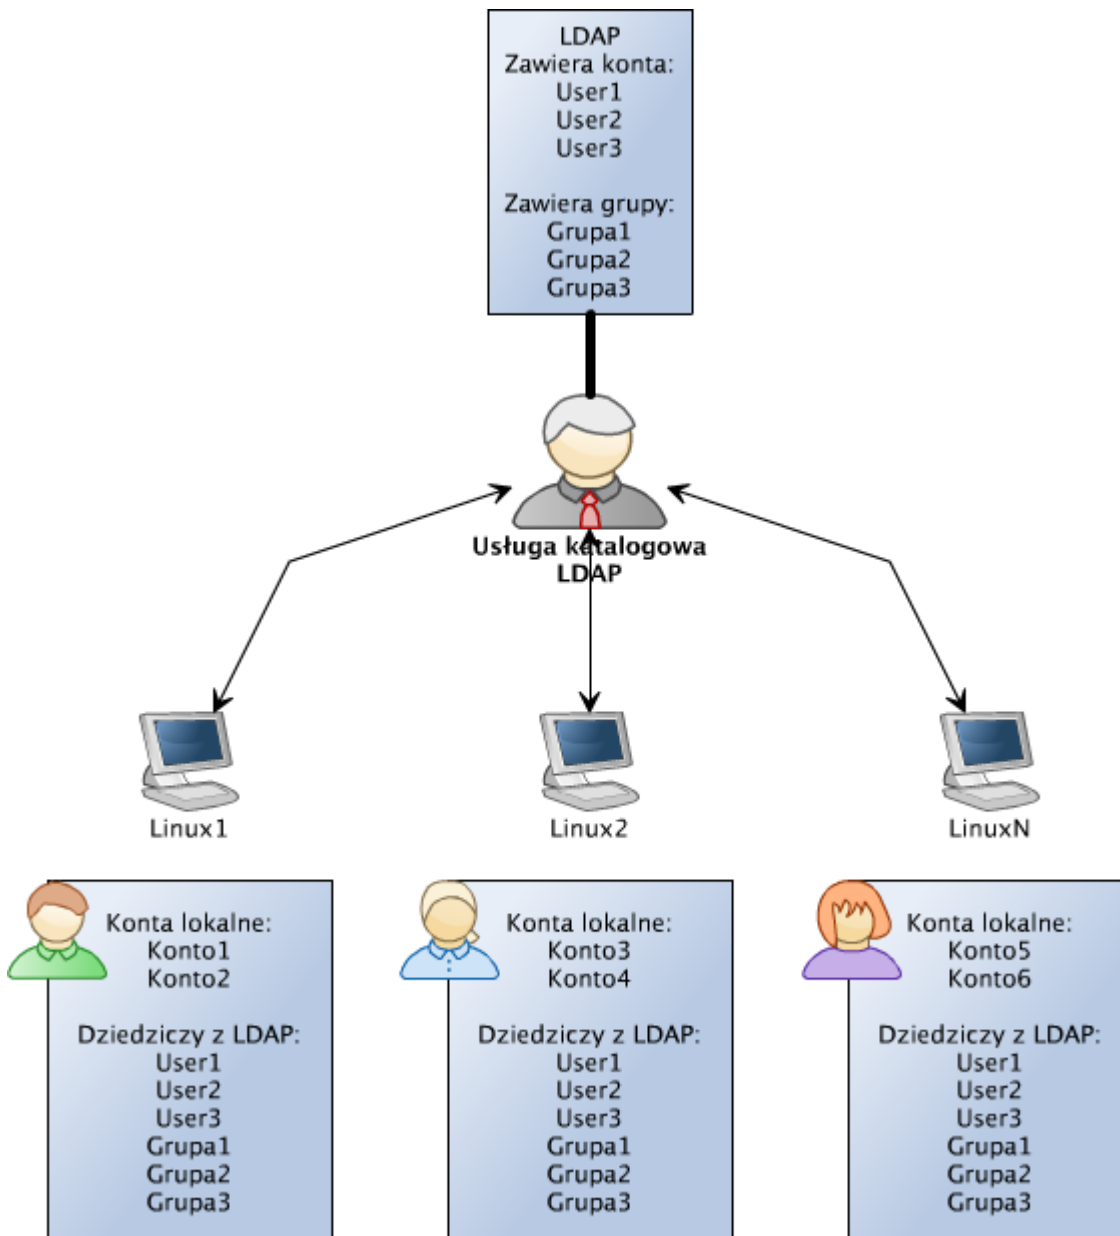 LDAP
Zawiera konta:
User1
User2
User3
Zawiera grupy:
Grupa1
Grupa2
Grupa3
Usługa katalogowa
LDAP
Linux1
Linux2
LinuxN
Konta lokalne:
Konto1
Konto2
Dziedziczy z LDAP:
User1
User2
User3
Grupa1
Grupa2
Grupa3
Konta lokalne:
Konto3
Konto4
Dziedziczy z LDAP:
User1
User2
User3
Grupa1
Grupa2
Grupa3
Konta lokalne:
Konto5
Konto6
Dziedziczy z LDAP:
User1
User2
User3
Grupa1
Grupa2
Grupa3